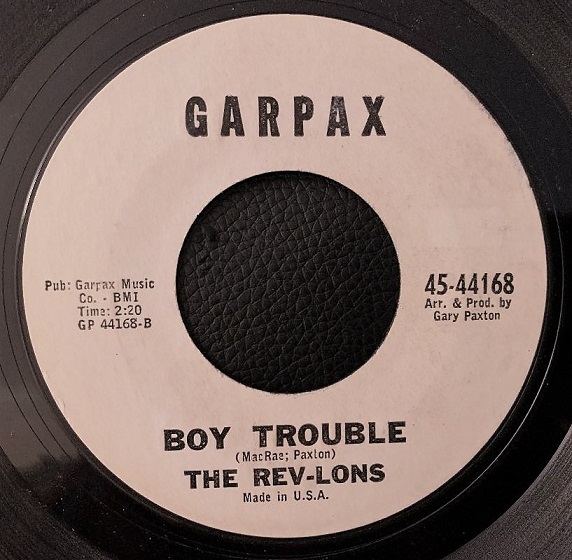 GARPAX
Pub: Garpax Music
Co. - BMI
Time: 2:20
GP 44168-B
45-44168
Arr. & Prod. by
Gary Paxton
BOY TROUBLE
(MacRae; Paxton)
THE REV-LONS
Made in U.S.A.